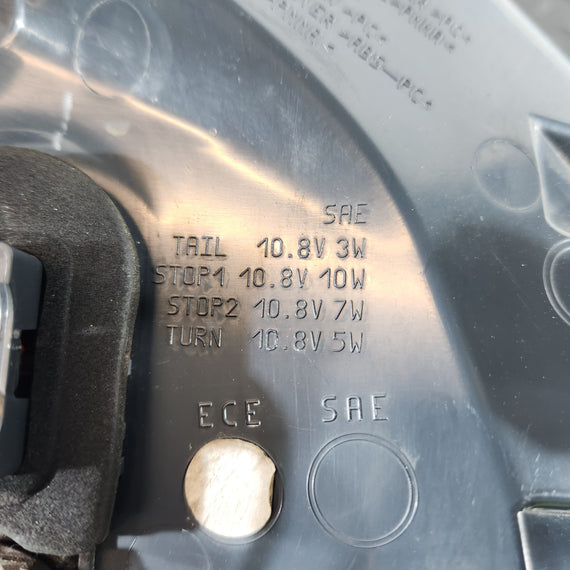 SAE
TAIL 10.8V 3W
STOP1 10.8V 10W
STOP2 10.8V 7W
TURN 10.8V 5W
ECE SAE